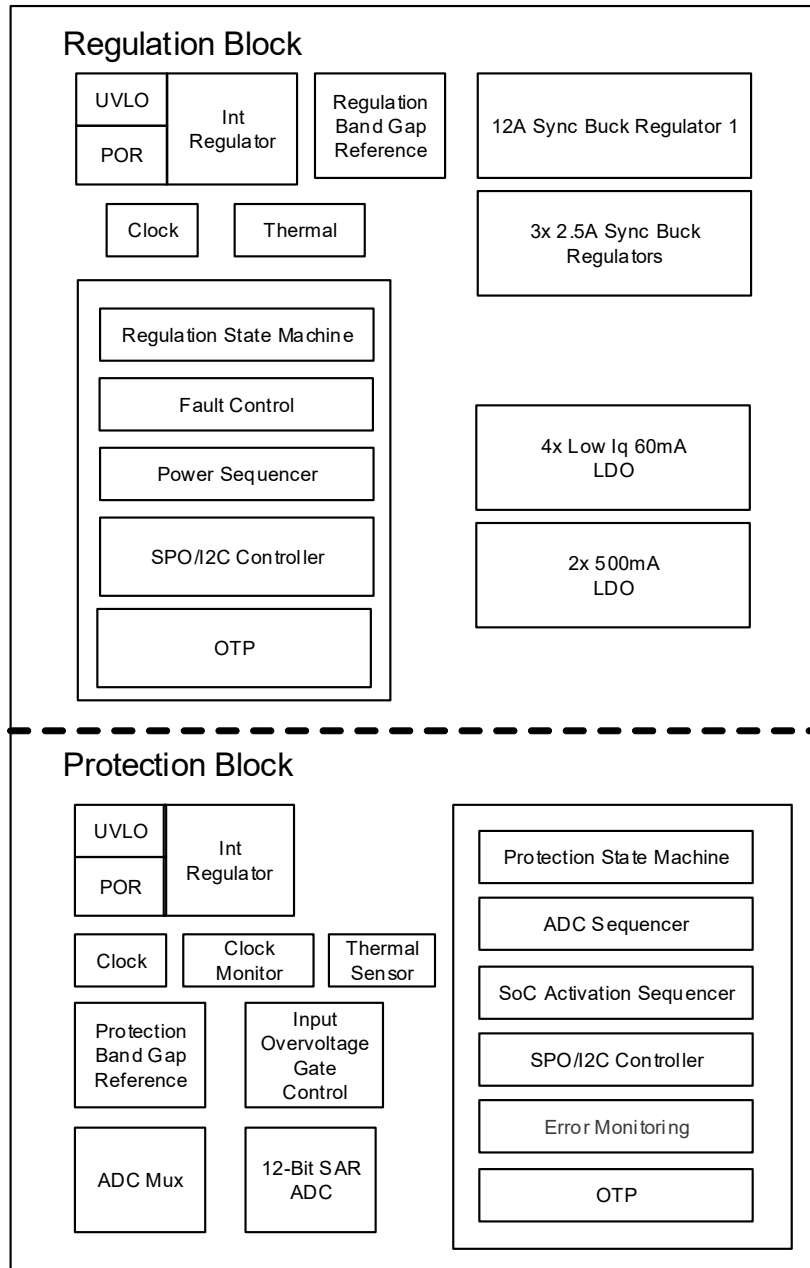 Regulation Block
UVLO
POR
Int
Regulator
Regulation
Band Gap
Reference
12A Sync Buck Regulator 1
Clock
Thermal
3x 2.5A Sync Buck
Regulators
Regulation State Machine
Fault Control
Power Sequencer
SPO/I2C Controller
OTP
4x Low Iq 60mA
LDO
2x 500mA
LDO
Protection Block
UVLO
POR
Int
Regulator
Clock
Clock
Monitor
Thermal
Sensor
Protection
Band Gap
Reference
Input
Overvoltage
Gate
Control
ADC Mux
12-Bit SAR
ADC
Protection State Machine
ADC Sequencer
SoC Activation Sequencer
SPO/I2C Controller
Error Monitoring
OTP